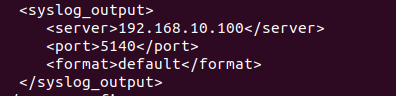 <syslog_output>
<server>192.168.10.100</server>
<port>5140</port>
<format>default</format>
</syslog_output>